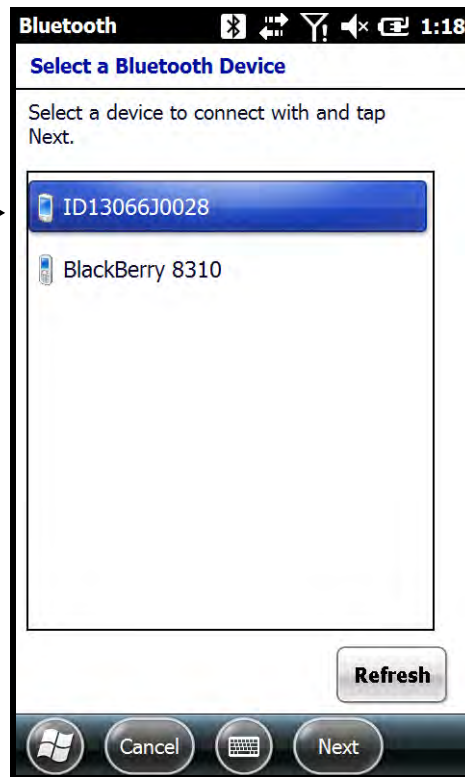 Bluetooth 1:18
Select a Bluetooth Device
Select a device to connect with and tap
Next.
ID13066J0028
BlackBerry 8310
Refresh
Cancel Next